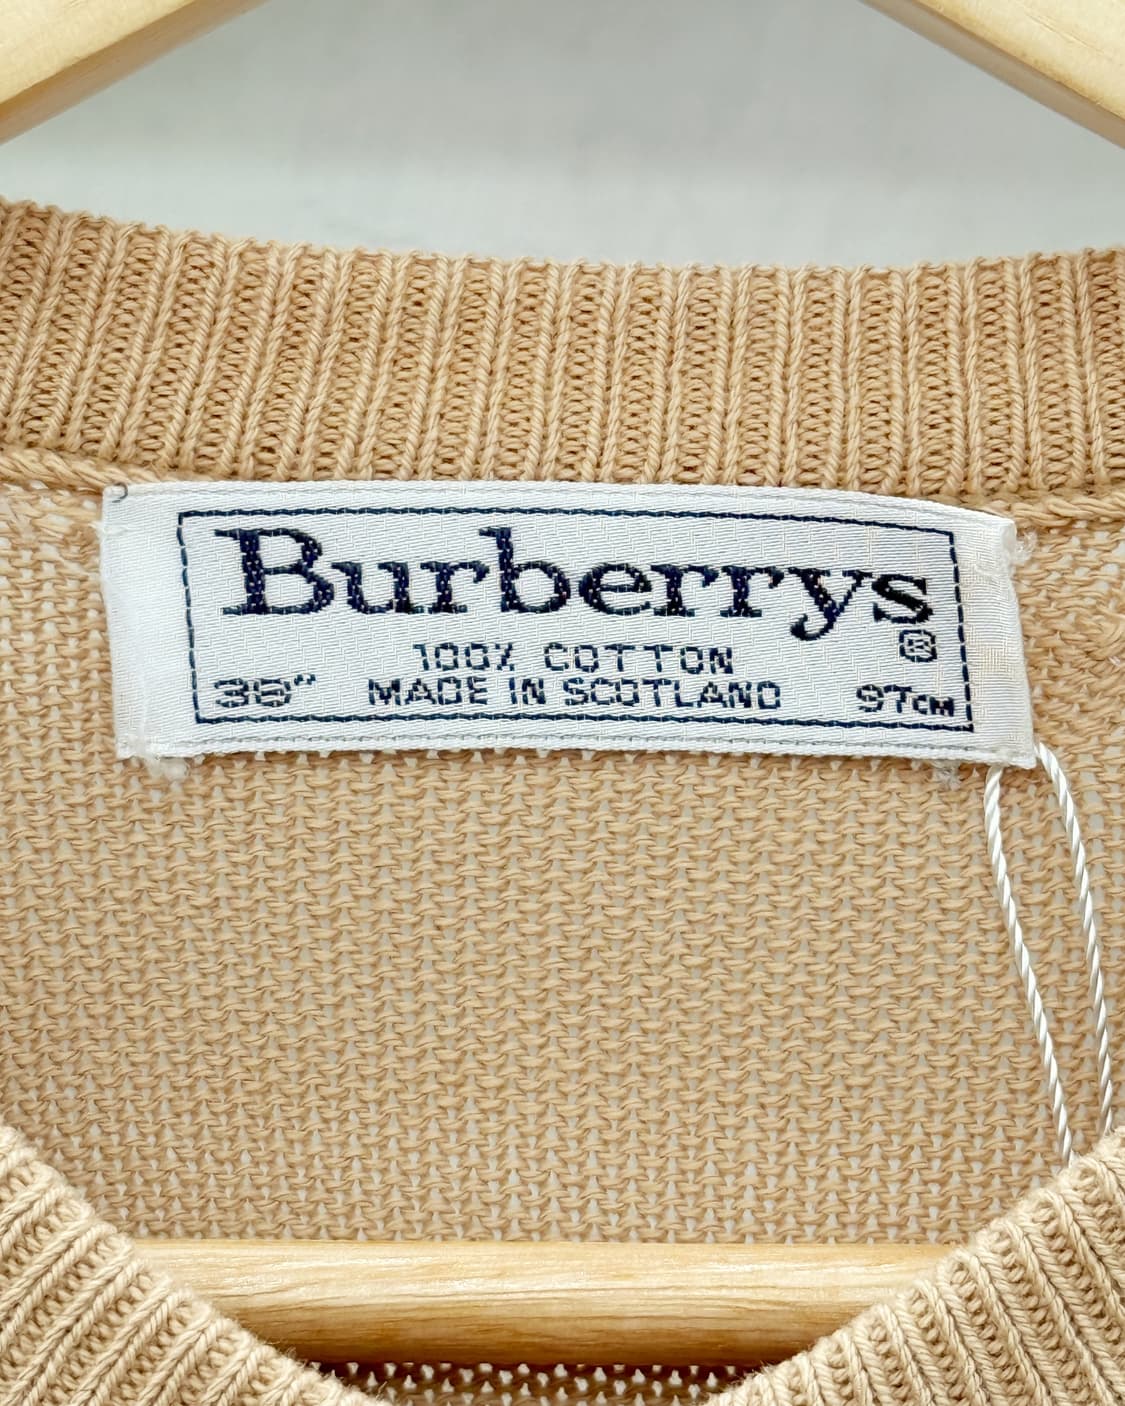 Burberrys
®
100% COTTON
38" MADE IN SCOTLAND 97CM